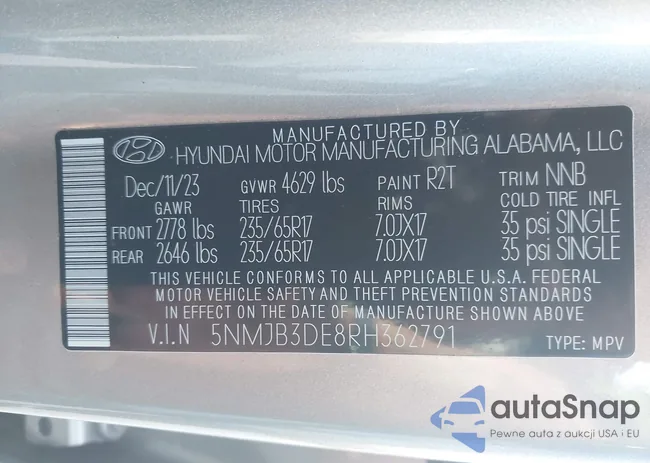 MANUFACTURED BY
HYUNDAI MOTOR MANUFACTURING ALABAMA, LLC
Dec/11/23 GVWR 4629 lbs PAINT R2T TRIM NNB
GAWR TIRES RIMS COLD TIRE INFL
FRONT 2778 lbs 235/65R17 7.0JX17 35 psi SINGLE
REAR 2646 lbs 235/65R17 7.0JX17 35 psi SINGLE
THIS VEHICLE CONFORMS TO ALL APPLICABLE U.S.A. FEDERAL
MOTOR VEHICLE SAFETY AND THEFT PREVENTION STANDARDS
IN EFFECT ON THE DATE OF MANUFACTURE SHOWN ABOVE
V.I.N 5NMJB3DE8RH362791 TYPE: MPV
autaSnap
Pewne auta z aukcji USA i EU